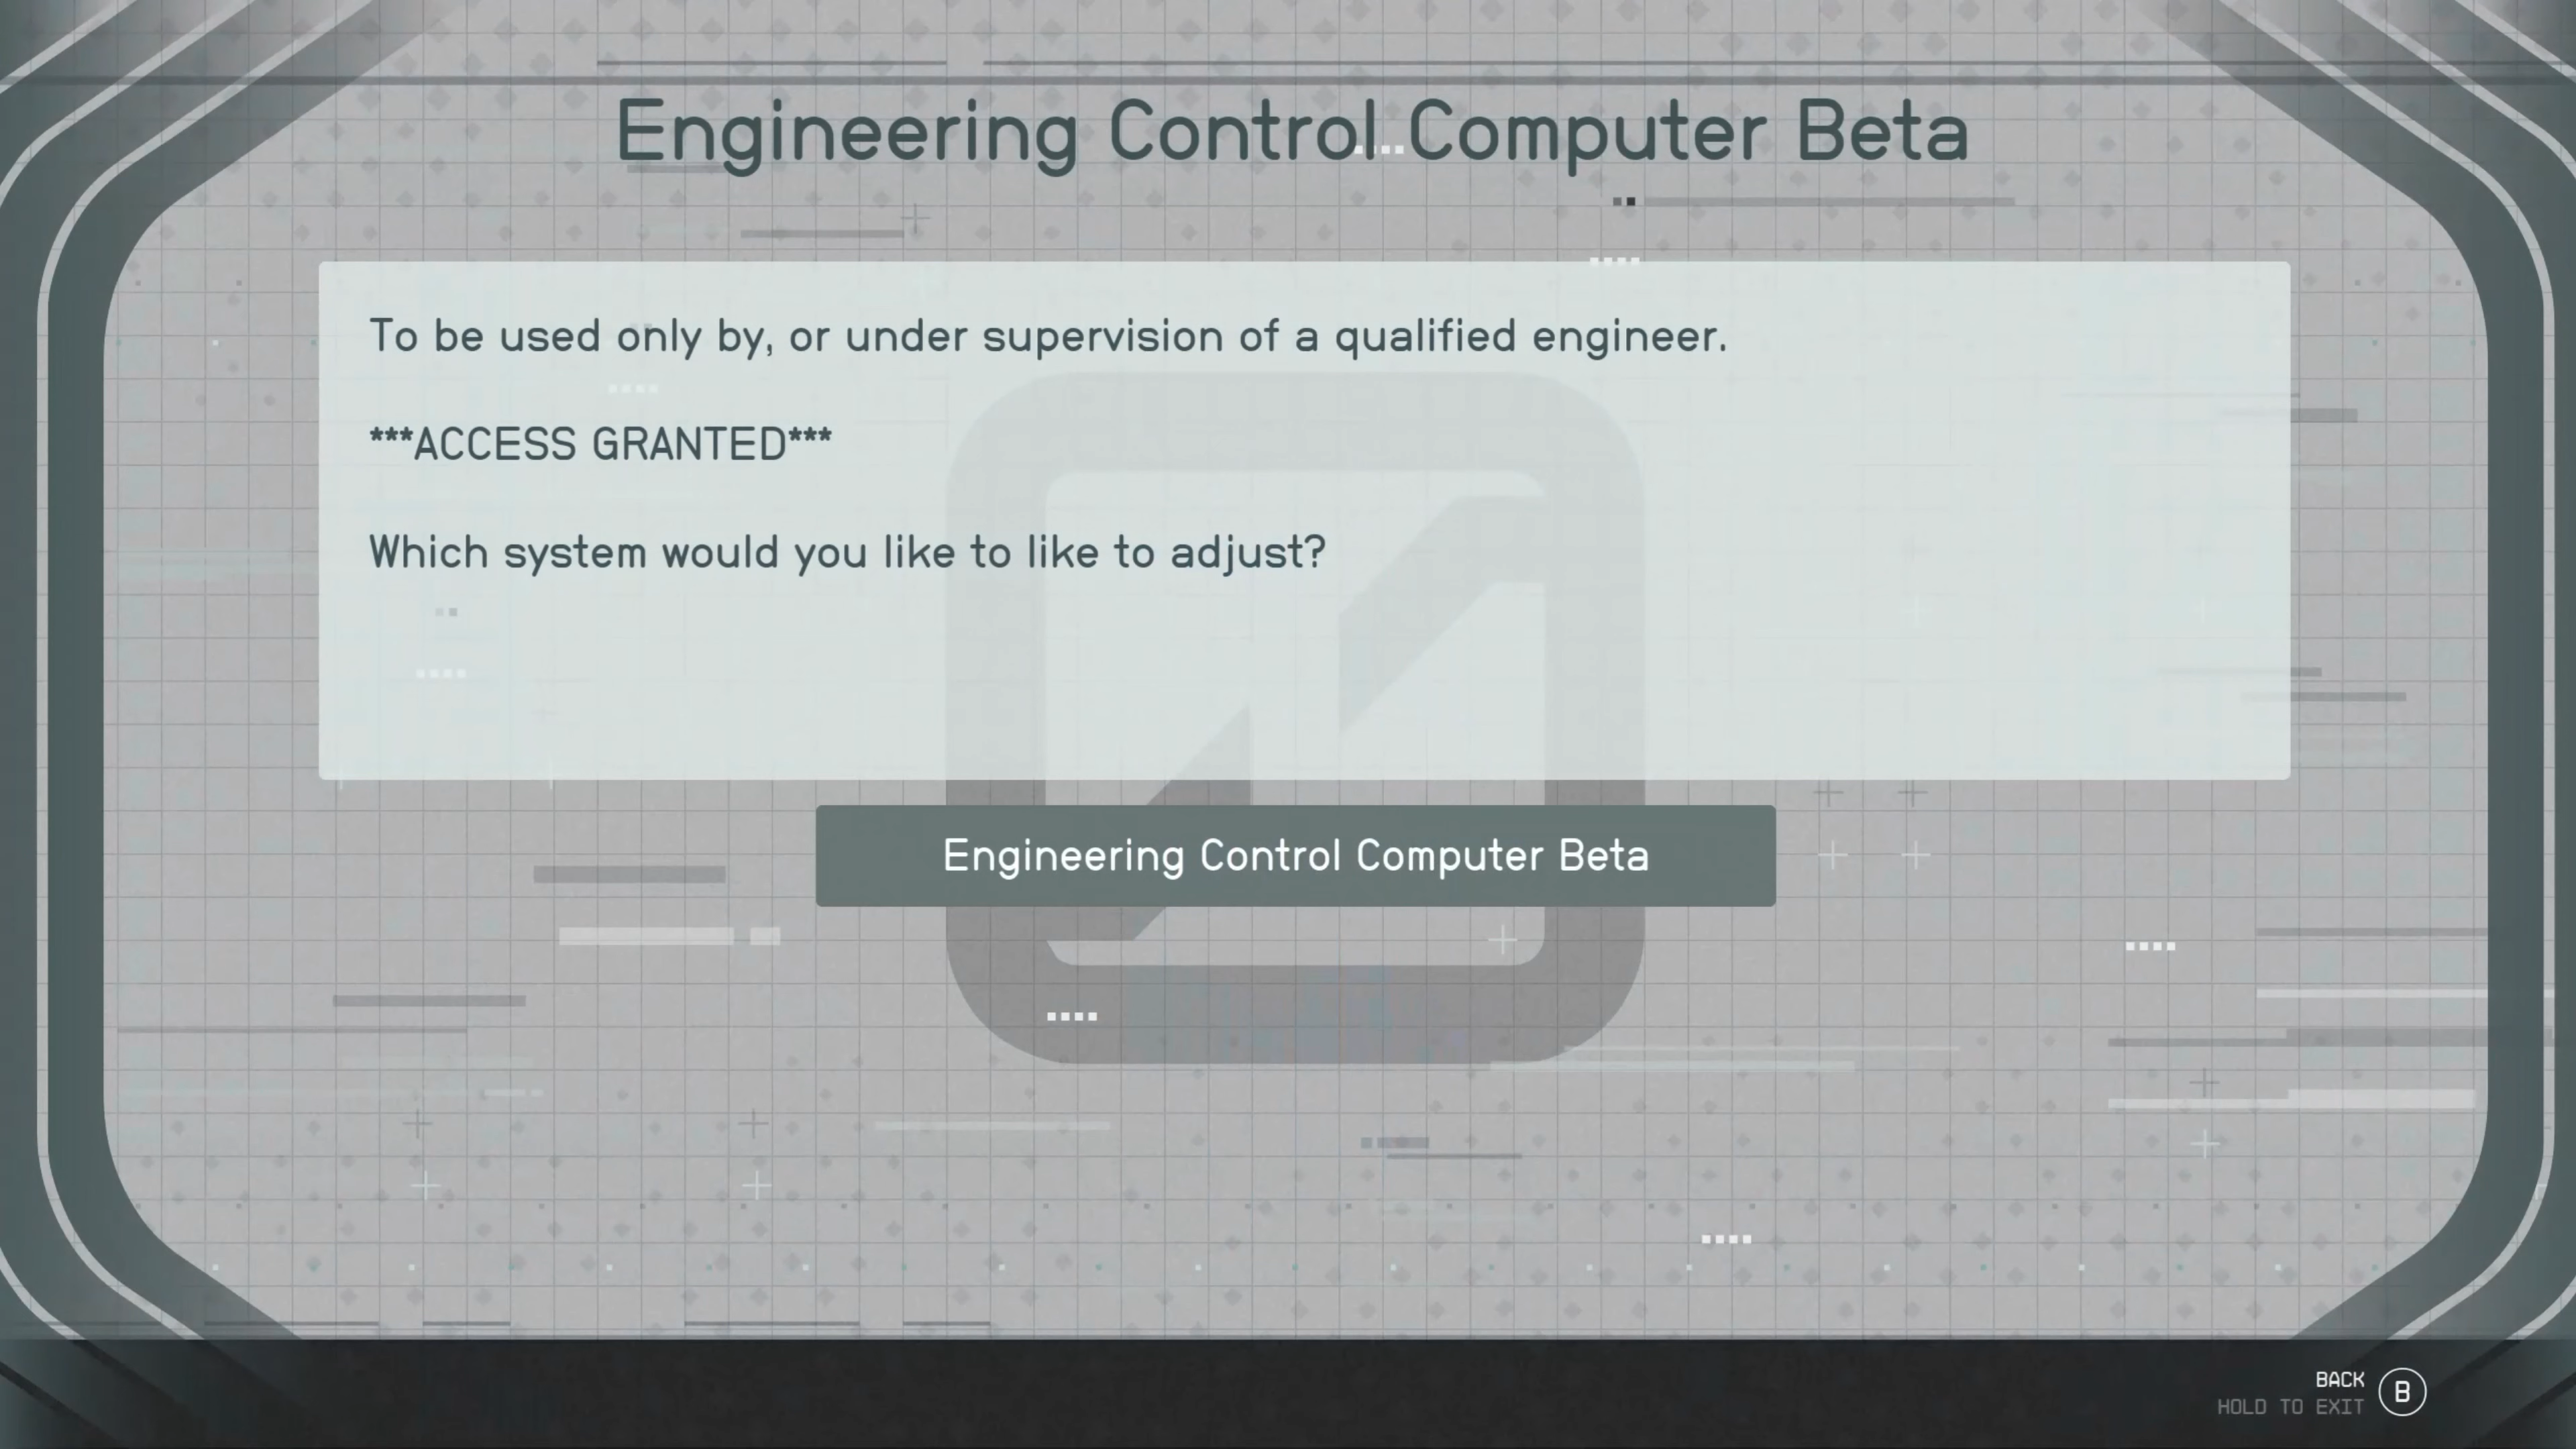 Engineering Control Computer Beta
To be used only by, or under supervision of a qualified engineer.
***ACCESS GRANTED***
Which system would you like to like to adjust?
Engineering Control Computer Beta
BACK
HOLD TO EXIT
B